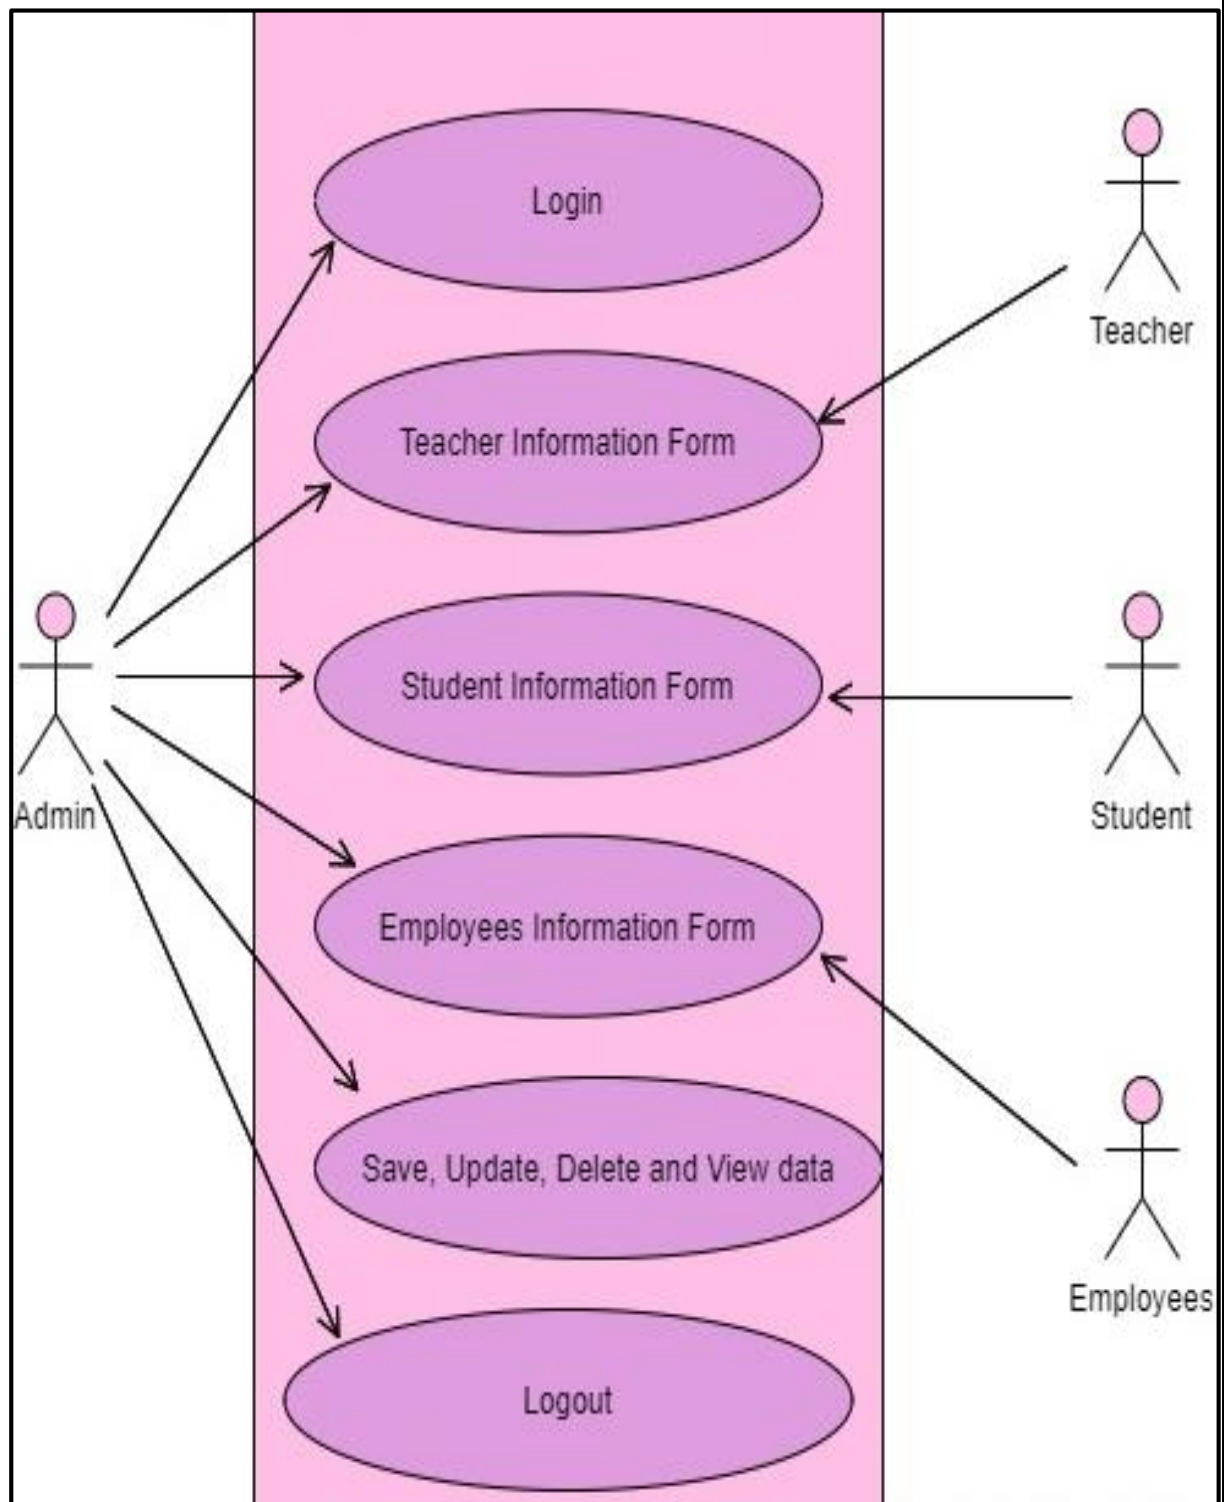 Login
Teacher
Teacher Information Form
Student Information Form
Admin
Student
Employees Information Form
Save, Update, Delete and View data
Employees
Logout